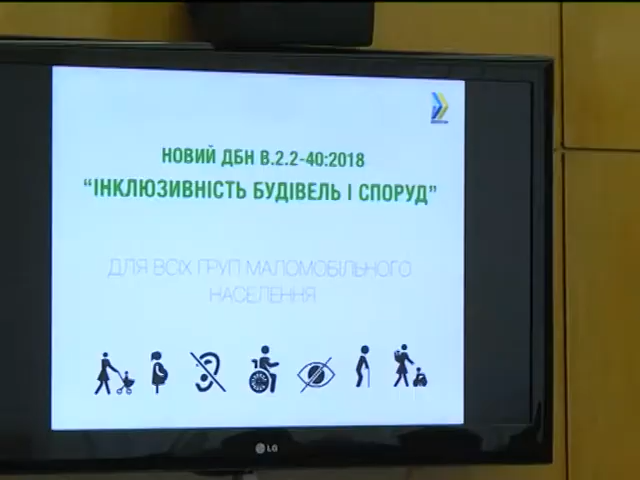 НОВИЙ ДБН В.2.2-40:2018
“ІНКЛЮЗИВНІСТЬ БУДІВЕЛЬ І СПОРУД”
ДЛЯ ВСІХ ГРУП МАЛОМОБІЛЬНОГО
НАСЕЛЕННЯ
LG